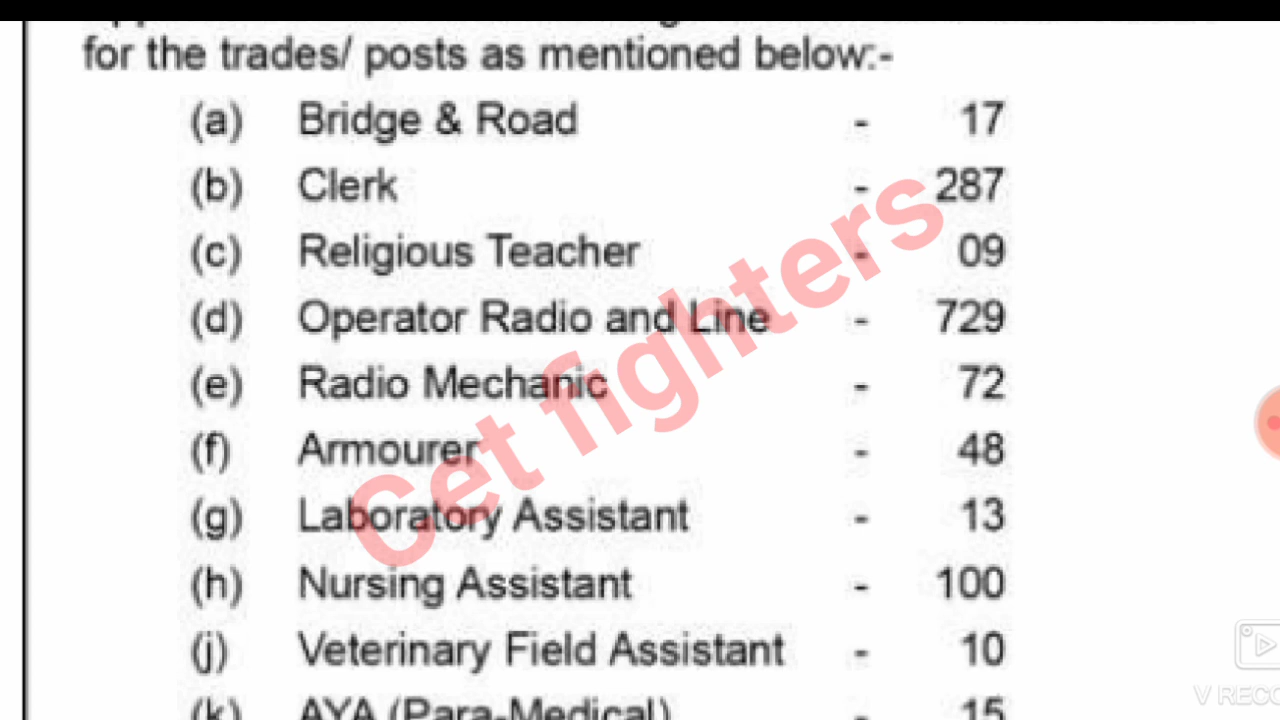 for the trades/ posts as mentioned below:-
(a) Bridge & Road - 17
(b) Clerk - 287
(c) Religious Teacher - 09
(d) Operator Radio and Line - 729
(e) Radio Mechanic - 72
(f) Armourer - 48
(g) Laboratory Assistant - 13
(h) Nursing Assistant - 100
(j) Veterinary Field Assistant - 10
(k) AYA (Para-Medical) - 15
Cet fighters
V RECO